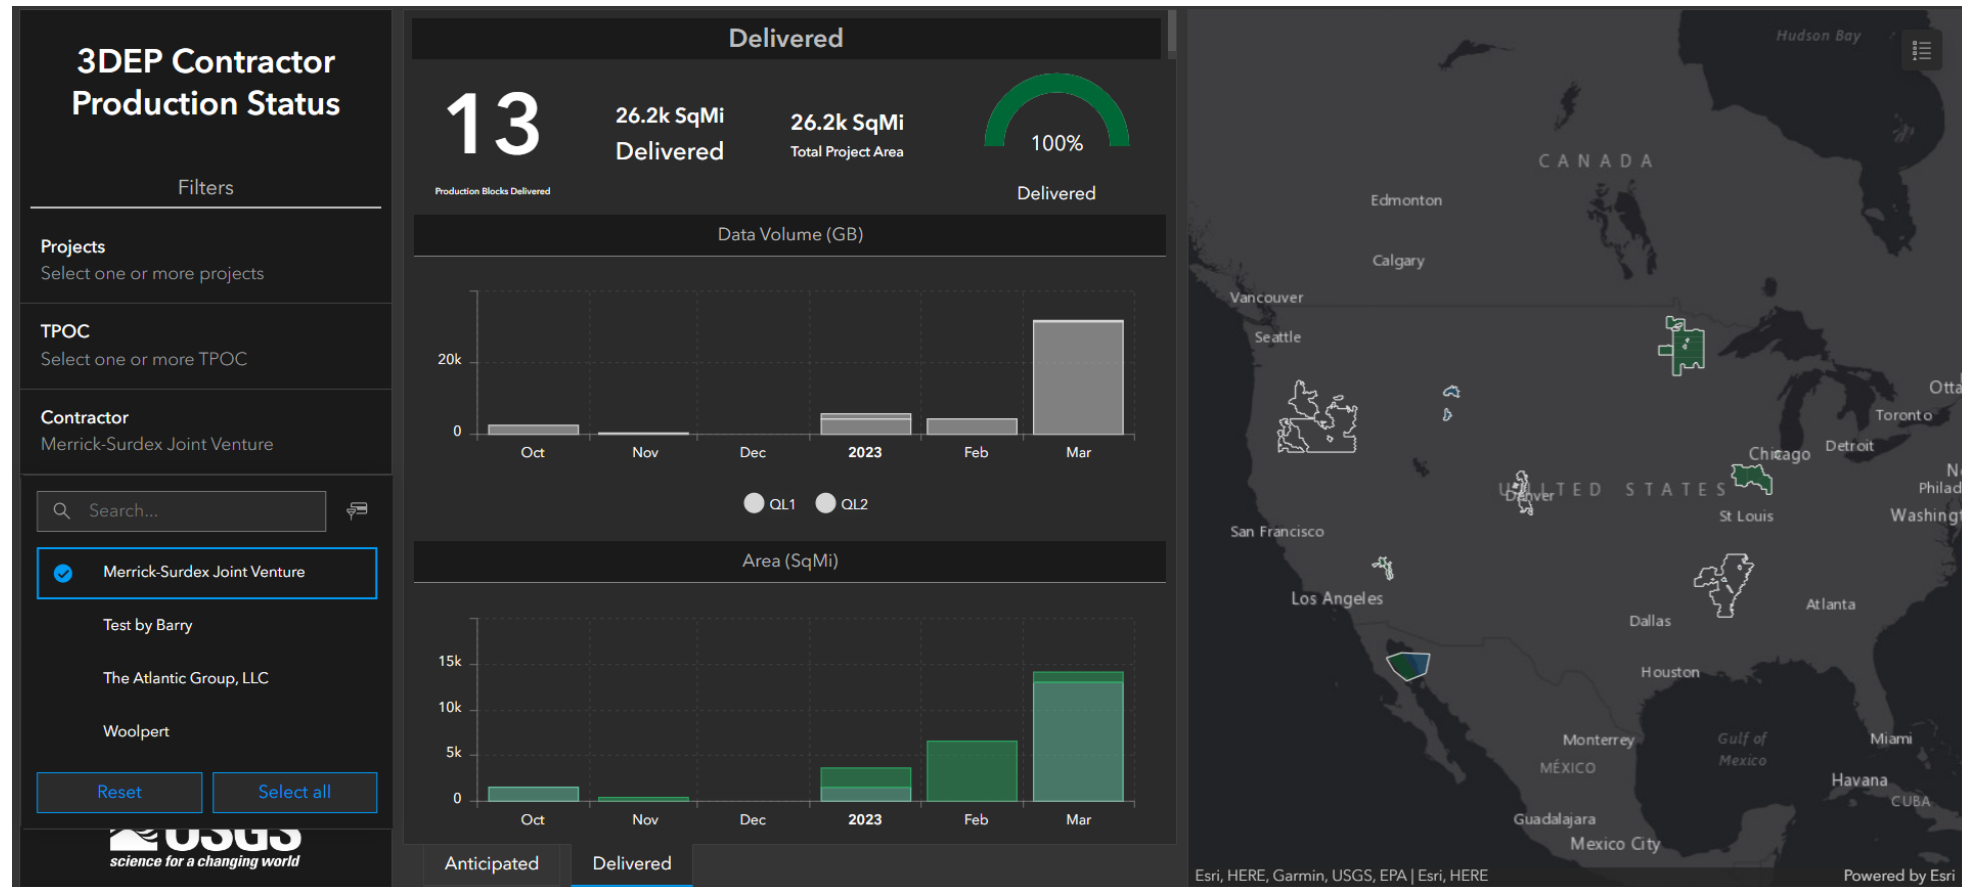 3DEP Contractor
Production Status
Filters
Projects
Select one or more projects
TPOC
Select one or more TPOC
Contractor
Merrick-Surdex Joint Venture
Search...
Merrick-Surdex Joint Venture
Test by Barry
The Atlantic Group, LLC
Woolpert
Reset
Select all
USGS
science for a changing world
Delivered
13
Production Blocks Delivered
26.2k SqMi
Delivered
26.2k SqMi
Total Project Area
100%
Delivered
Data Volume (GB)
20k
0
Oct
Nov
Dec
2023
Feb
Mar
QL1
QL2
Area (SqMi)
15k
10k
5k
0
Oct
Nov
Dec
2023
Feb
Mar
Anticipated
Delivered
Hudson Bay
CANADA
Edmonton
Calgary
Vancouver
Seattle
Otta
Toronto
Detroit
Chicago
UNITED STATES
Denver
Philad
St Louis
Washingt
San Francisco
Los Angeles
Atlanta
Dallas
Houston
Monterrey
Gulf of
Mexico
Miami
MÉXICO
Havana
CUBA
Guadalajara
Mexico City
Esri, HERE, Garmin, USGS, EPA | Esri, HERE
Powered by Esri